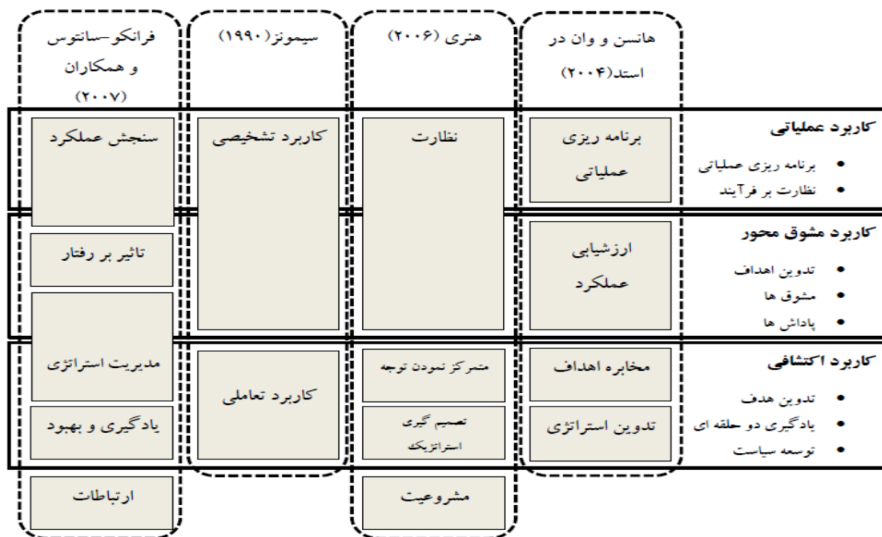 هانسن و وان در
استد(۲۰۰۴)
هنری (۲۰۰۶)
سیمونز(۱۹۹۰)
فرانکو–سانتوس
و همکاران
(۲۰۰۷)
کاربرد عملیاتی
• برنامه ریزی عملیاتی
• نظارت بر فرآیند
برنامه ریزی
عملیاتی
نظارت
کاربرد تشخیصی
سنجش عملکرد
کاربرد مشوق محور
• تدوین اهداف
• مشوق ها
• پاداش ها
ارزشیابی
عملکرد
تاثیر بر رفتار
کاربرد اکتشافی
• تدوین هدف
• یادگیری دو حلقه ای
• توسعه سیاست
مخابره اهداف
تدوین استراتژی
متمرکز نمودن توجه
تصمیم گیری
استراتژیک
کاربرد تعاملی
مدیریت استراتژی
یادگیری و بهبود
مشروعیت
ارتباطات